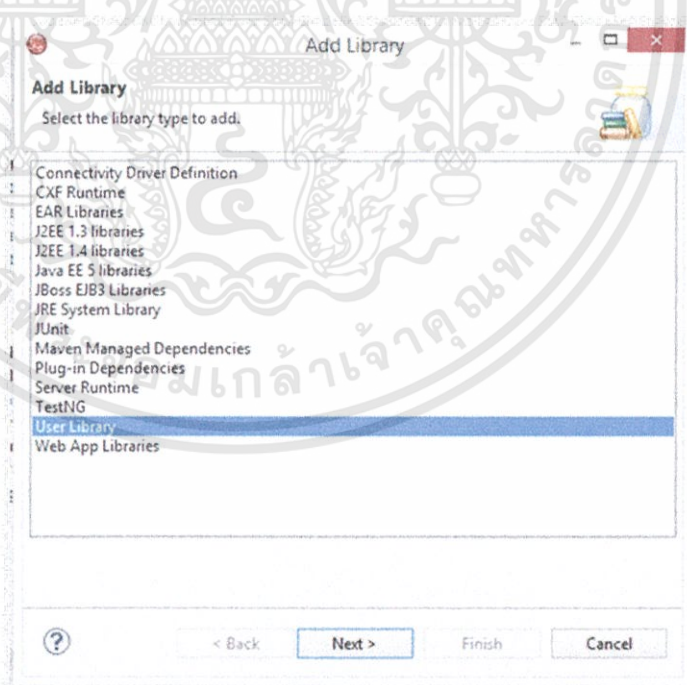 Add Library
Add Library
Select the library type to add.
Connectivity Driver Definition
CXF Runtime
EAR Libraries
J2EE 1.3 libraries
J2EE 1.4 libraries
Java EE 5 libraries
JBoss EJB3 Libraries
JRE System Library
JUnit
Maven Managed Dependencies
Plug-in Dependencies
Server Runtime
TestNG
User Library
Web App Libraries
? < Back Next > Finish Cancel